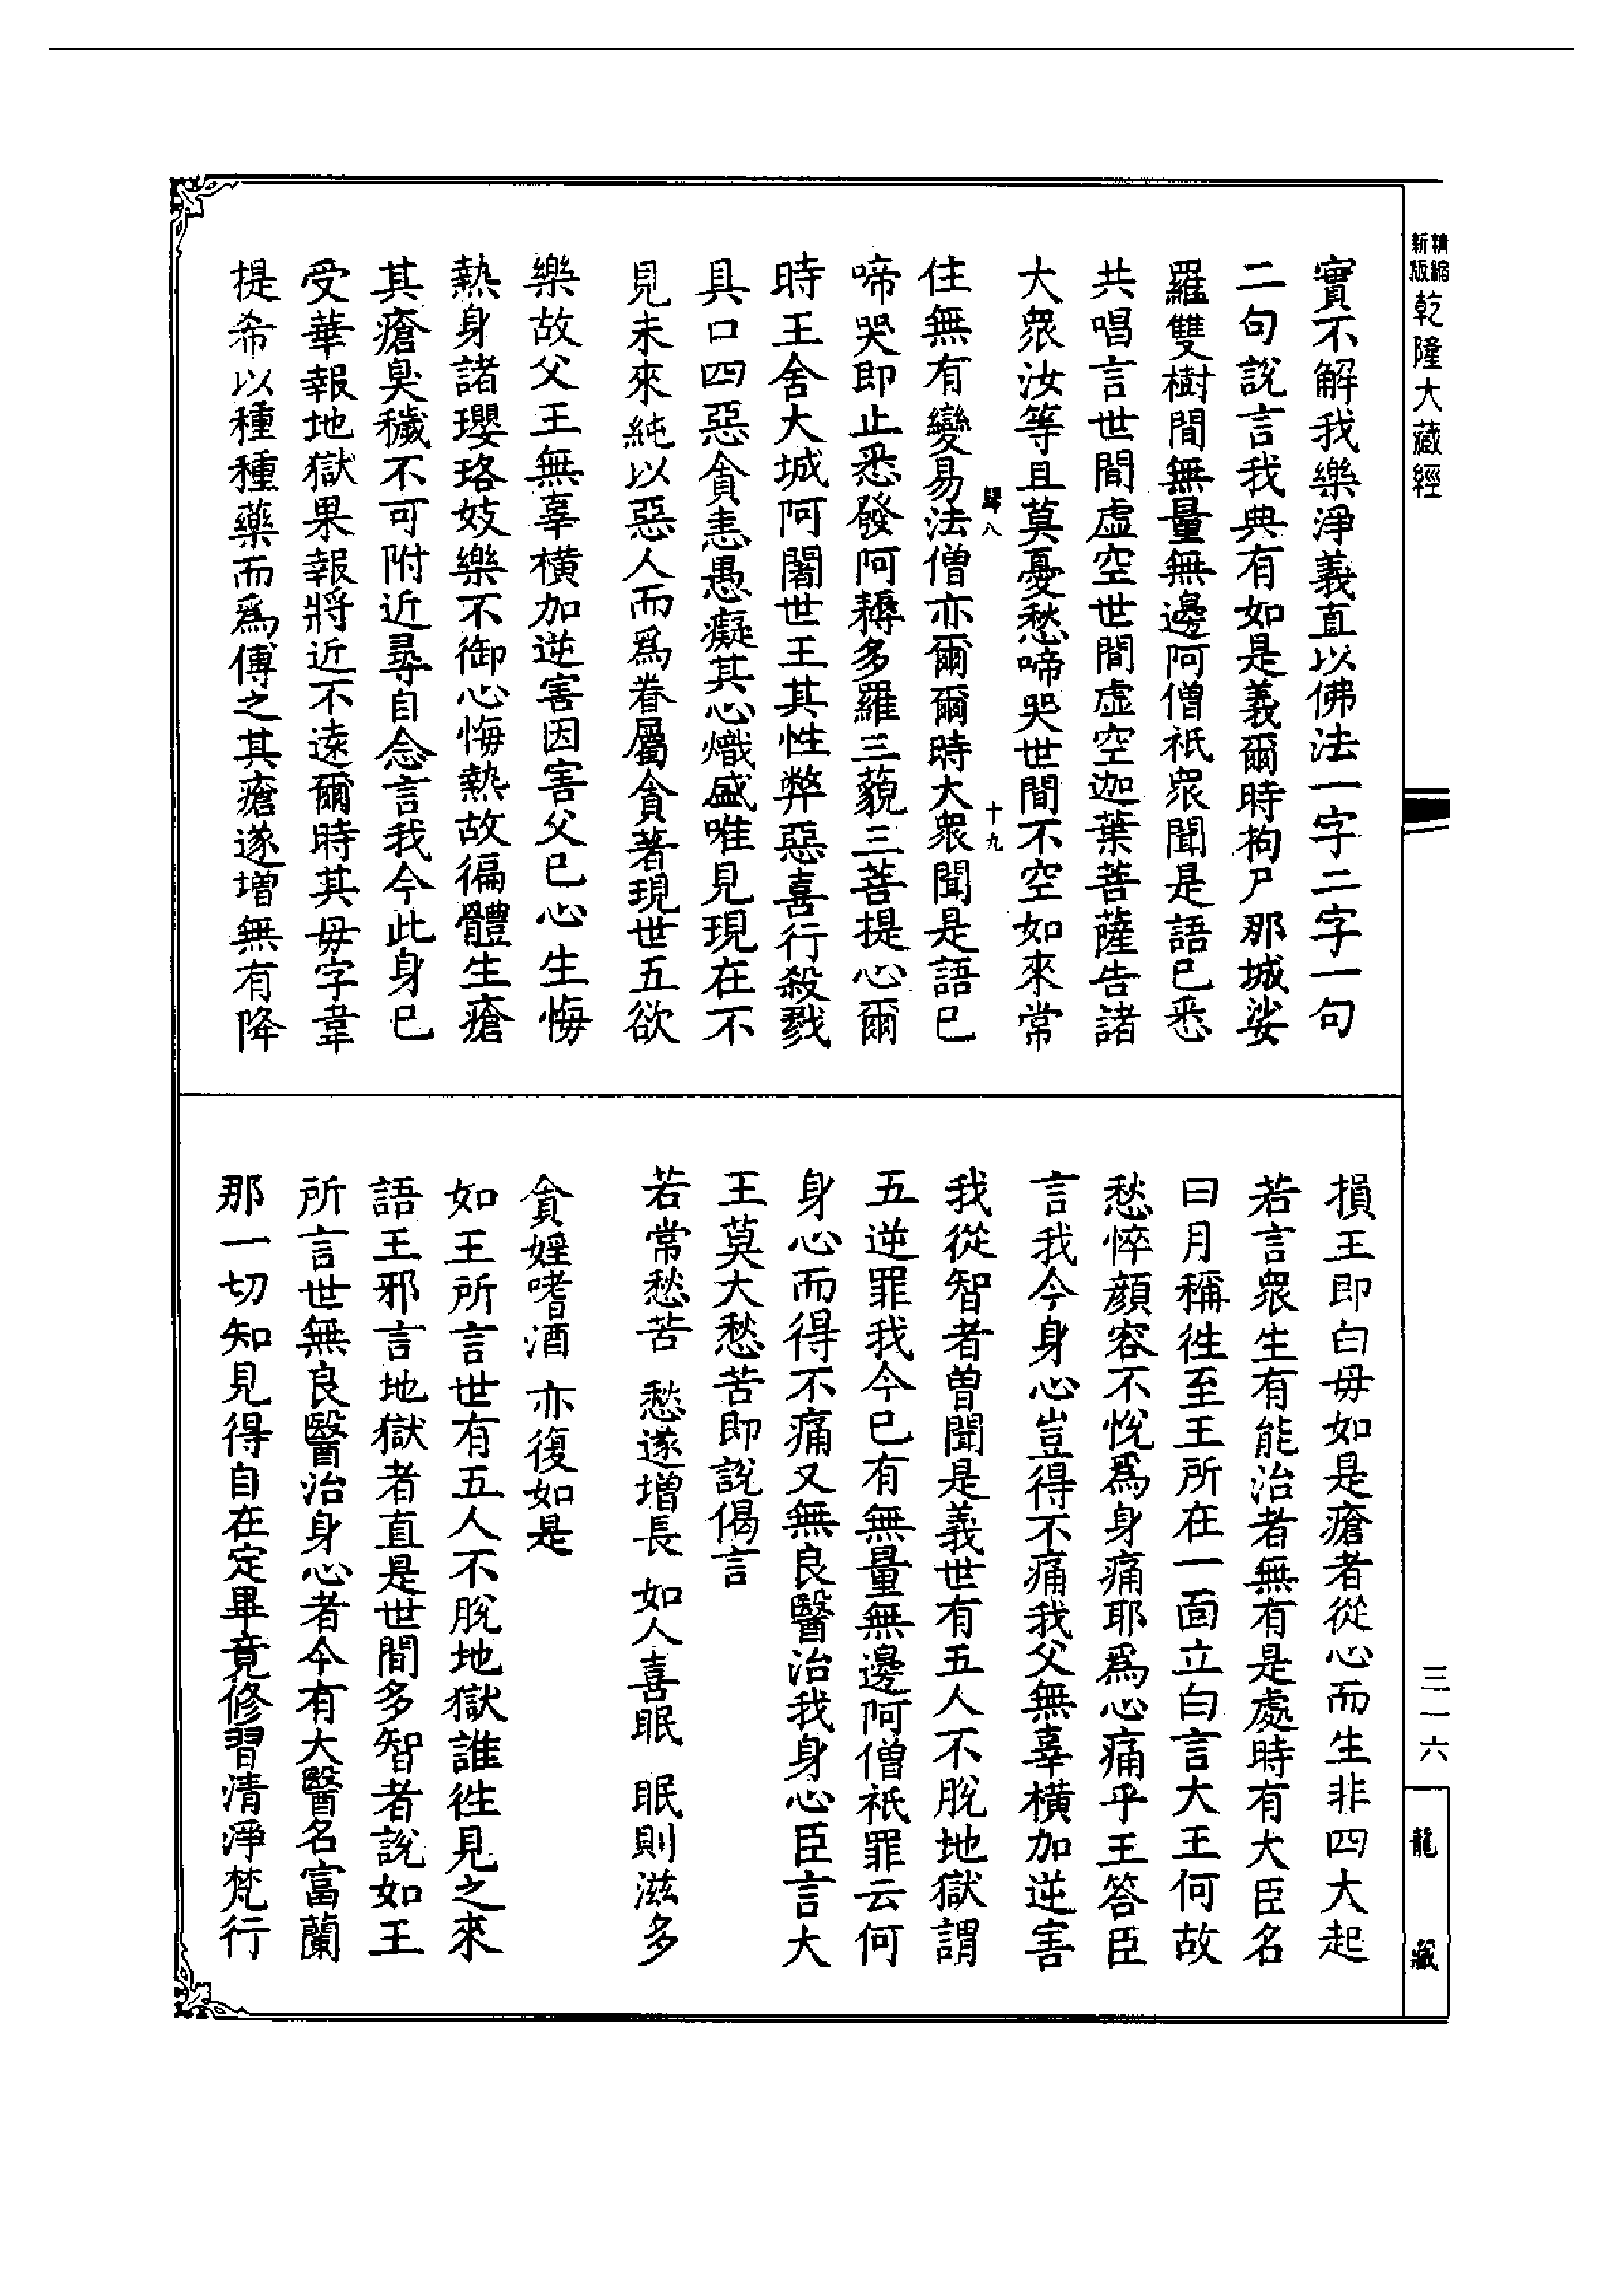 精縮新版乾隆大藏經
實不解我樂淨義直以佛法一字二字一句
二句說言我典有如是義爾時拘尸那城娑
羅雙樹間無量無邊阿僧祇眾聞是語已悉
共唱言世間虛空世間虛空迦葉菩薩告諸
大眾汝等且莫憂愁啼哭世間不空如來常
歸八 十九
住無有變易法僧亦爾爾時大眾聞是語已
啼哭即止悉發阿耨多羅三藐三菩提心爾
時王舍大城阿闍世王其性弊惡喜行殺戮
具口四惡貪恚愚癡其心熾盛唯見現在不
見未來純以惡人而為眷屬貪著現世五欲
樂故父王無辜橫加逆害因害父已心生悔
熱身諸瓔珞妓樂不御心悔熱故徧體生瘡
其瘡臭穢不可附近尋自念言我今此身已
受華報地獄果報將近不遠爾時其母字韋
提希以種種藥而為傅之其瘡遂增無有降
損王即白母如是瘡者從心而生非四大起
若言眾生有能治者無有是處時有大臣名
曰月稱往至王所在一面立白言大王何故
愁悴顏容不悅為身痛耶為心痛乎王答臣
言我今身心豈得不痛我父無辜橫加逆害
我從智者曾聞是義世有五人不脫地獄謂
五逆罪我今已有無量無邊阿僧祇罪云何
身心而得不痛又無良醫治我身心臣言大
王莫大愁苦即說偈言
若常愁苦 愁遂增長 如人喜眠 眠則滋多
貪婬嗜酒 亦復如是
如王所言世有五人不脫地獄誰往見之來
語王邪言地獄者直是世間多智者說如王
所言世無良醫治身心者今有大醫名富蘭
那一切知見得自在定畢竟修習清淨梵行
三一六
龍藏